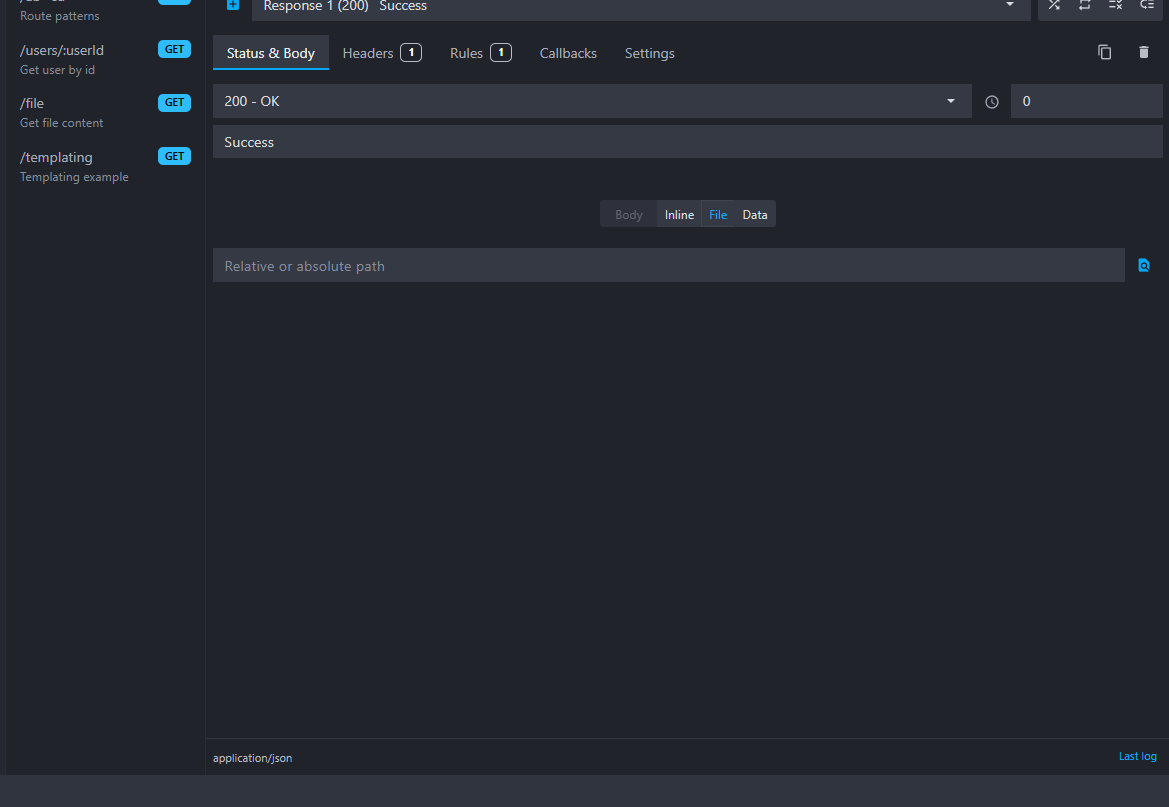 Response 1 (200) Success
Route patterns
/users/:userId GET
Get user by id
/file GET
Get file content
/templating GET
Templating example
Status & Body Headers 1 Rules 1 Callbacks Settings
200 - OK 0
Success
Body Inline File Data
Relative or absolute path
application/json Last log